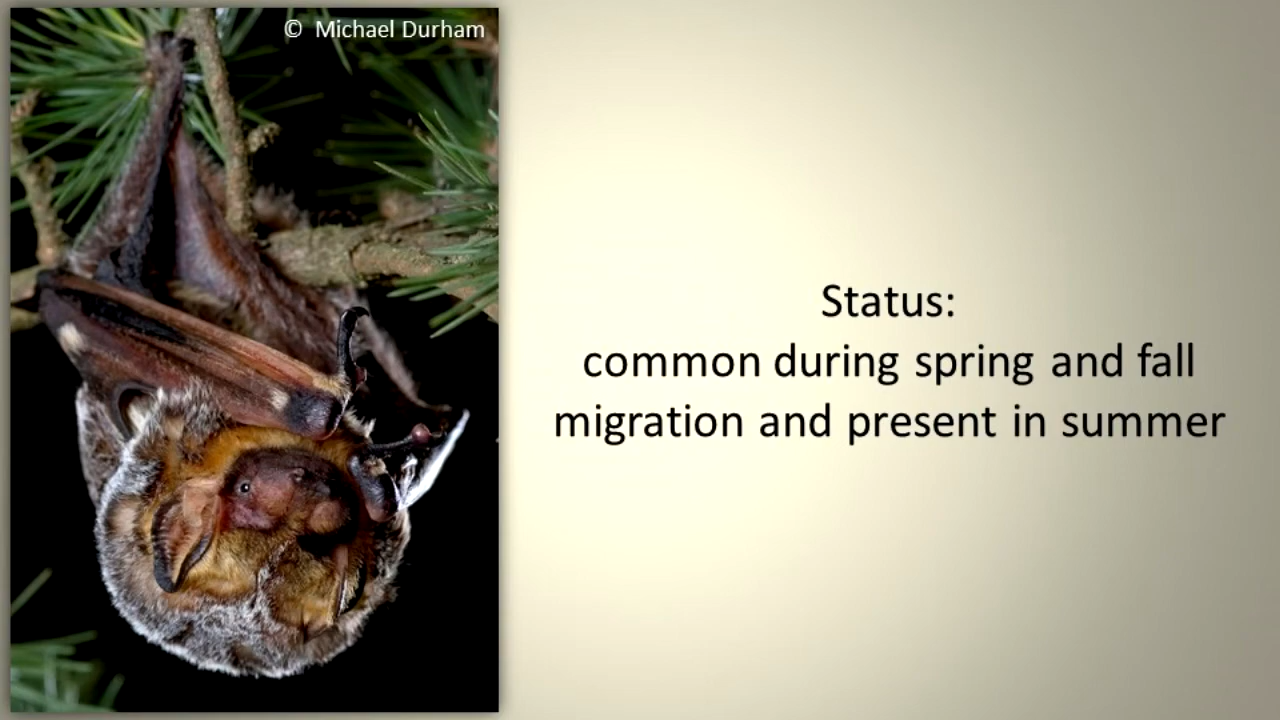 © Michael Durham
Status:
common during spring and fall
migration and present in summer